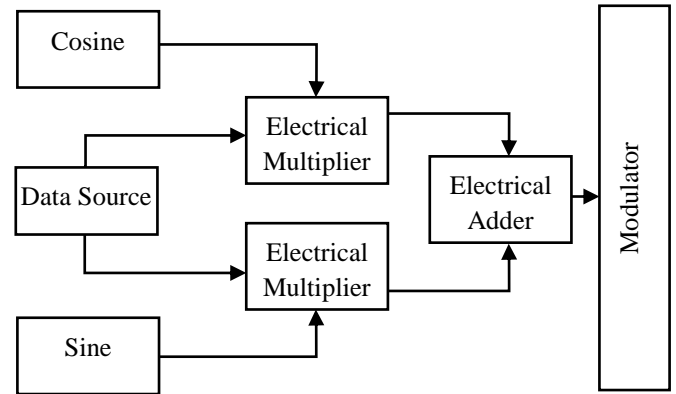 Cosine
Electrical
Multiplier
Data Source
Electrical
Adder
Electrical
Multiplier
Sine
Modulator